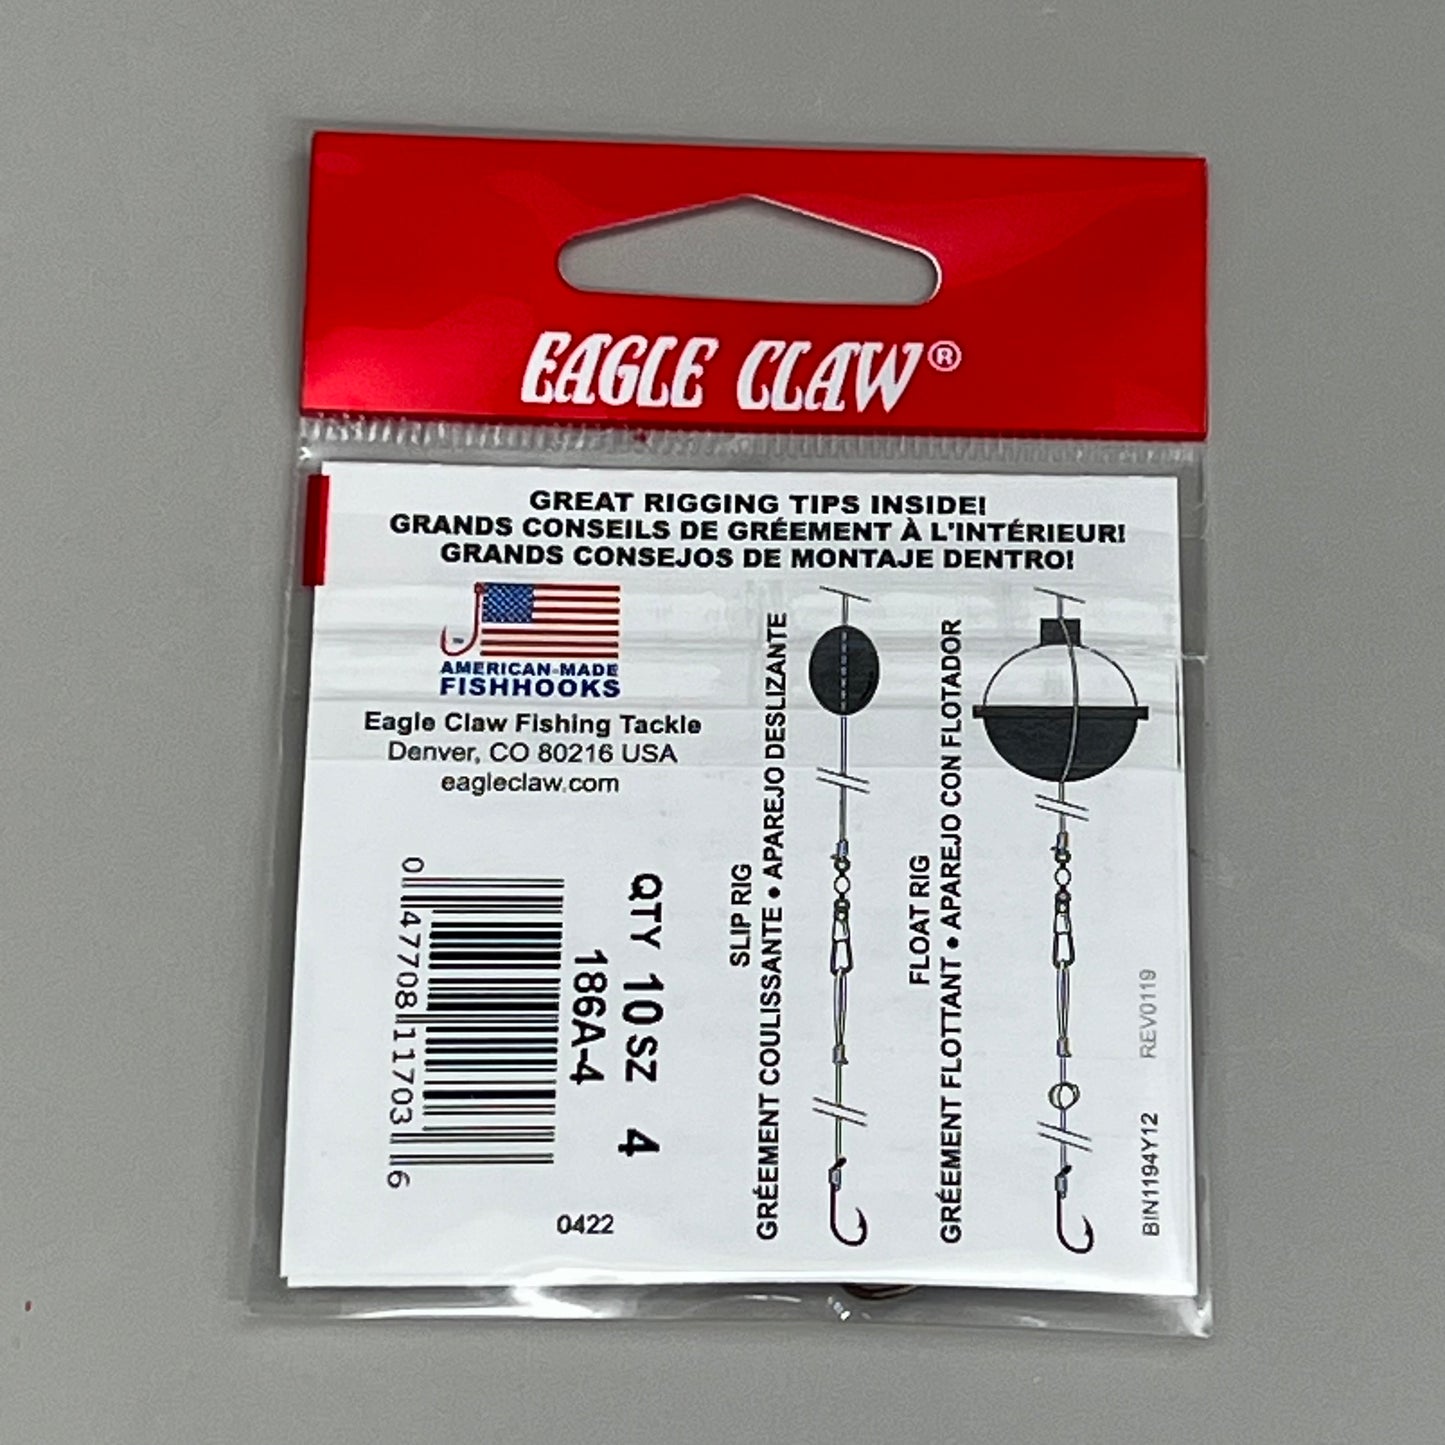 EAGLE CLAW®
GREAT RIGGING TIPS INSIDE!
GRANDS CONSEILS DE GRÉEMENT À L'INTÉRIEUR!
GRANDS CONSEJOS DE MONTAJE DENTRO!
AMERICAN-MADE
FISHHOOKS
Eagle Claw Fishing Tackle
Denver, CO 80216 USA
eagleclaw.com
QTY 10 SZ 4
186A-4
0 47708 11703 6
0422
SLIP RIG
GRÉEMENT COULISSANTE • APAREJO DESLIZANTE
FLOAT RIG
GRÉEMENT FLOTTANT • APAREJO CON FLOTADOR
BIN1194Y12 REV0119